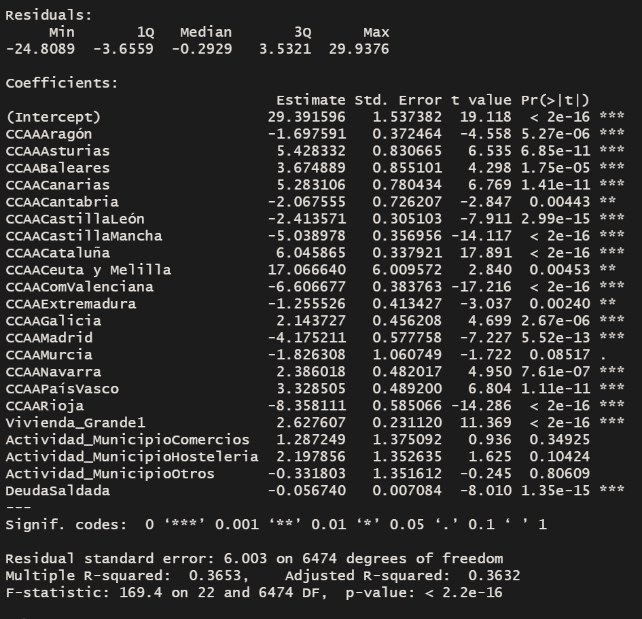 Residuals:
     Min       1Q   Median       3Q      Max
-24.8089  -3.6559  -0.2929   3.5321  29.9376
Coefficients:
                              Estimate Std. Error t value Pr(>|t|)
(Intercept)                  29.391596   1.537382  19.118  < 2e-16 ***
CCAAAragón                   -1.697591   0.372464  -4.558 5.27e-06 ***
CCAAAsturias                  5.428332   0.830665   6.535 6.85e-11 ***
CCAABaleares                  3.674889   0.855101   4.298 1.75e-05 ***
CCAACanarias                  5.283106   0.780434   6.769 1.41e-11 ***
CCAACantabria                -2.067555   0.726207  -2.847  0.00443 **
CCAACastillaLeón             -2.413571   0.305103  -7.911 2.99e-15 ***
CCAACastillaMancha           -5.038978   0.356956 -14.117  < 2e-16 ***
CCAACataluña                  6.045865   0.337921  17.891  < 2e-16 ***
CCAACeuta y Melilla          17.066640   6.009572   2.840  0.00453 **
CCAAComValenciana            -6.606677   0.383763 -17.216  < 2e-16 ***
CCAAExtremadura              -1.255526   0.413427  -3.037  0.00240 **
CCAAGalicia                   2.143727   0.456208   4.699 2.67e-06 ***
CCAAMadrid                   -4.175211   0.577758  -7.227 5.52e-13 ***
CCAAMurcia                   -1.826308   1.060749  -1.722  0.08517 .
CCAANavarra                   2.386018   0.482017   4.950 7.61e-07 ***
CCAAPaísVasco                 3.328505   0.489200   6.804 1.11e-11 ***
CCAARioja                    -8.358111   0.585066 -14.286  < 2e-16 ***
Vivienda_Grande1              2.627607   0.231120  11.369  < 2e-16 ***
Actividad_MunicipioComercios  1.287249   1.375092   0.936  0.34925
Actividad_MunicipioHosteleria 2.197856   1.352635   1.625  0.10424
Actividad_MunicipioOtros     -0.331803   1.351612  -0.245  0.80609
DeudaSaldada                 -0.056740   0.007084  -8.010 1.35e-15 ***
---
Signif. codes:  0 ‘***’ 0.001 ‘**’ 0.01 ‘*’ 0.05 ‘.’ 0.1 ‘ ’ 1
Residual standard error: 6.003 on 6474 degrees of freedom
Multiple R-squared:  0.3653,    Adjusted R-squared:  0.3632
F-statistic: 169.4 on 22 and 6474 DF,  p-value: < 2.2e-16